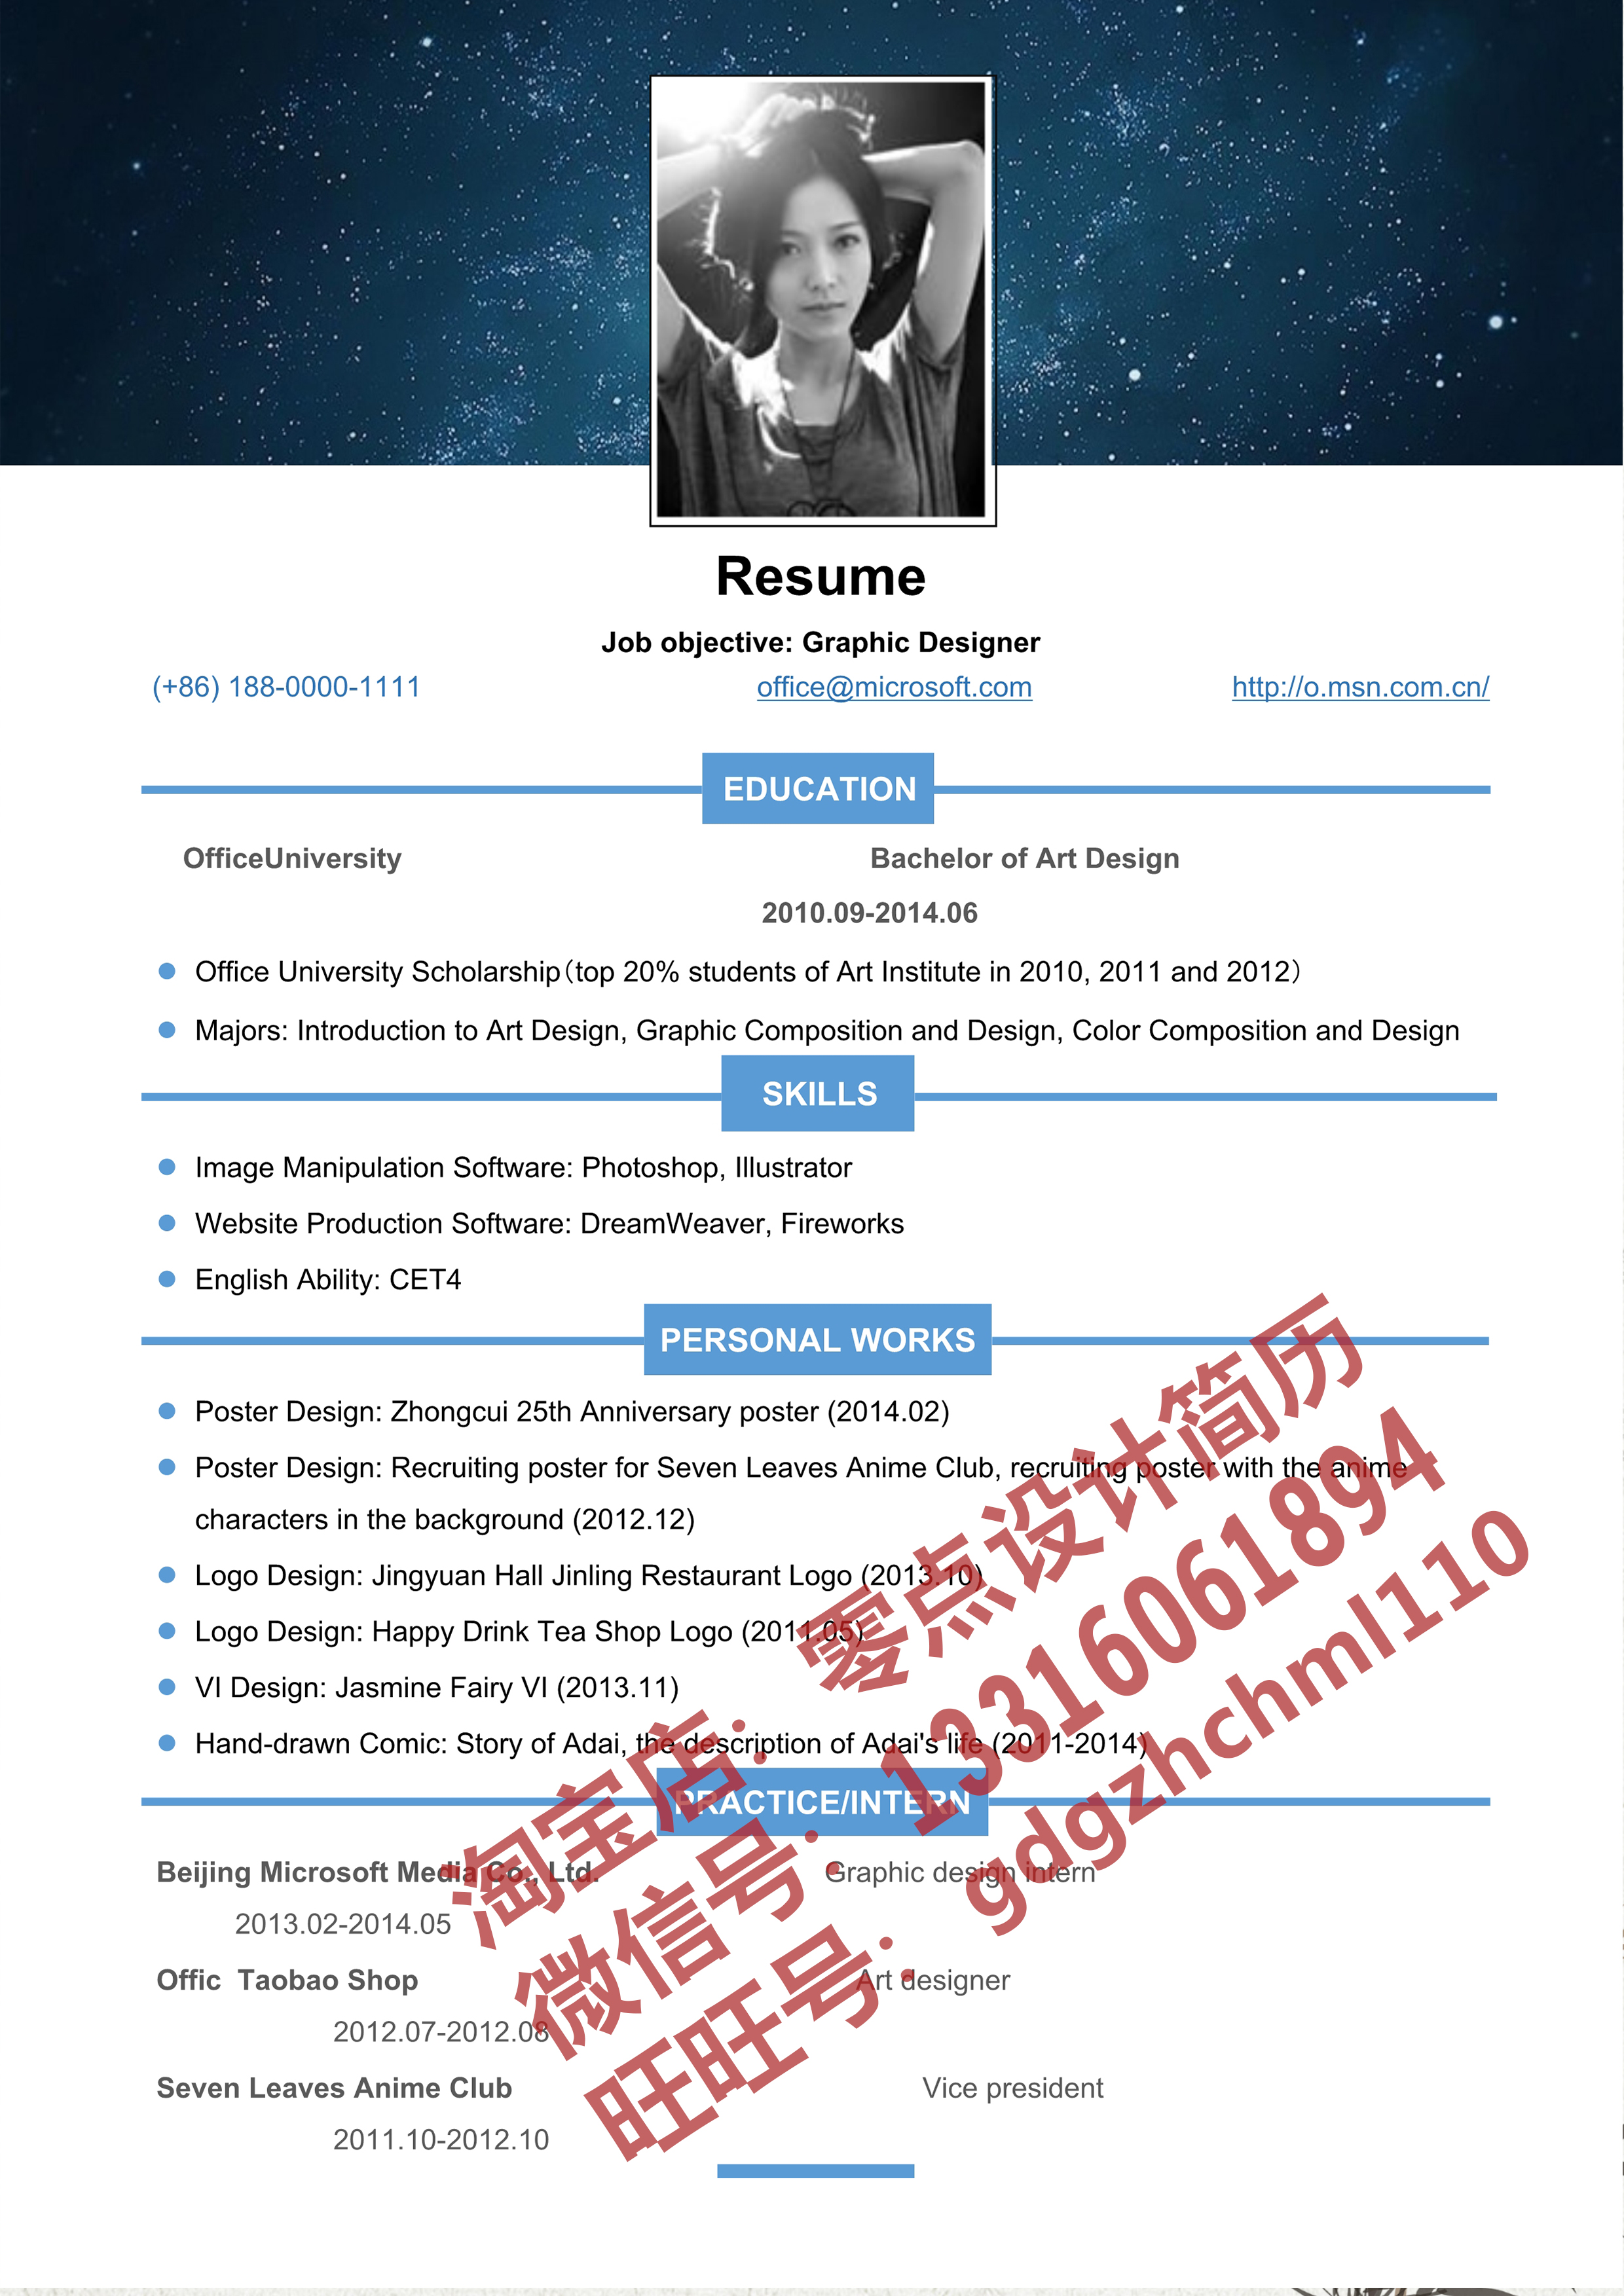 Resume
Job objective: Graphic Designer
(+86) 188-0000-1111 office@microsoft.com http://o.msn.com.cn/
EDUCATION
OfficeUniversity Bachelor of Art Design
2010.09-2014.06
Office University Scholarship（top 20% students of Art Institute in 2010, 2011 and 2012）
Majors: Introduction to Art Design, Graphic Composition and Design, Color Composition and Design
SKILLS
Image Manipulation Software: Photoshop, Illustrator
Website Production Software: DreamWeaver, Fireworks
English Ability: CET4
PERSONAL WORKS
Poster Design: Zhongcui 25th Anniversary poster (2014.02)
Poster Design: Recruiting poster for Seven Leaves Anime Club, recruiting poster with the anime
characters in the background (2012.12)
Logo Design: Jingyuan Hall Jinling Restaurant Logo (2013.10)
Logo Design: Happy Drink Tea Shop Logo (2011.05)
VI Design: Jasmine Fairy VI (2013.11)
Hand-drawn Comic: Story of Adai, the description of Adai's life (2011-2014)
PRACTICE/INTERN
Beijing Microsoft Media Co., Ltd. Graphic design intern
2013.02-2014.05
Offic Taobao Shop Art designer
2012.07-2012.08
Seven Leaves Anime Club Vice president
2011.10-2012.10
淘宝店： 零点设计简历
微信号：13316061894
旺旺号：gdgzhchml110